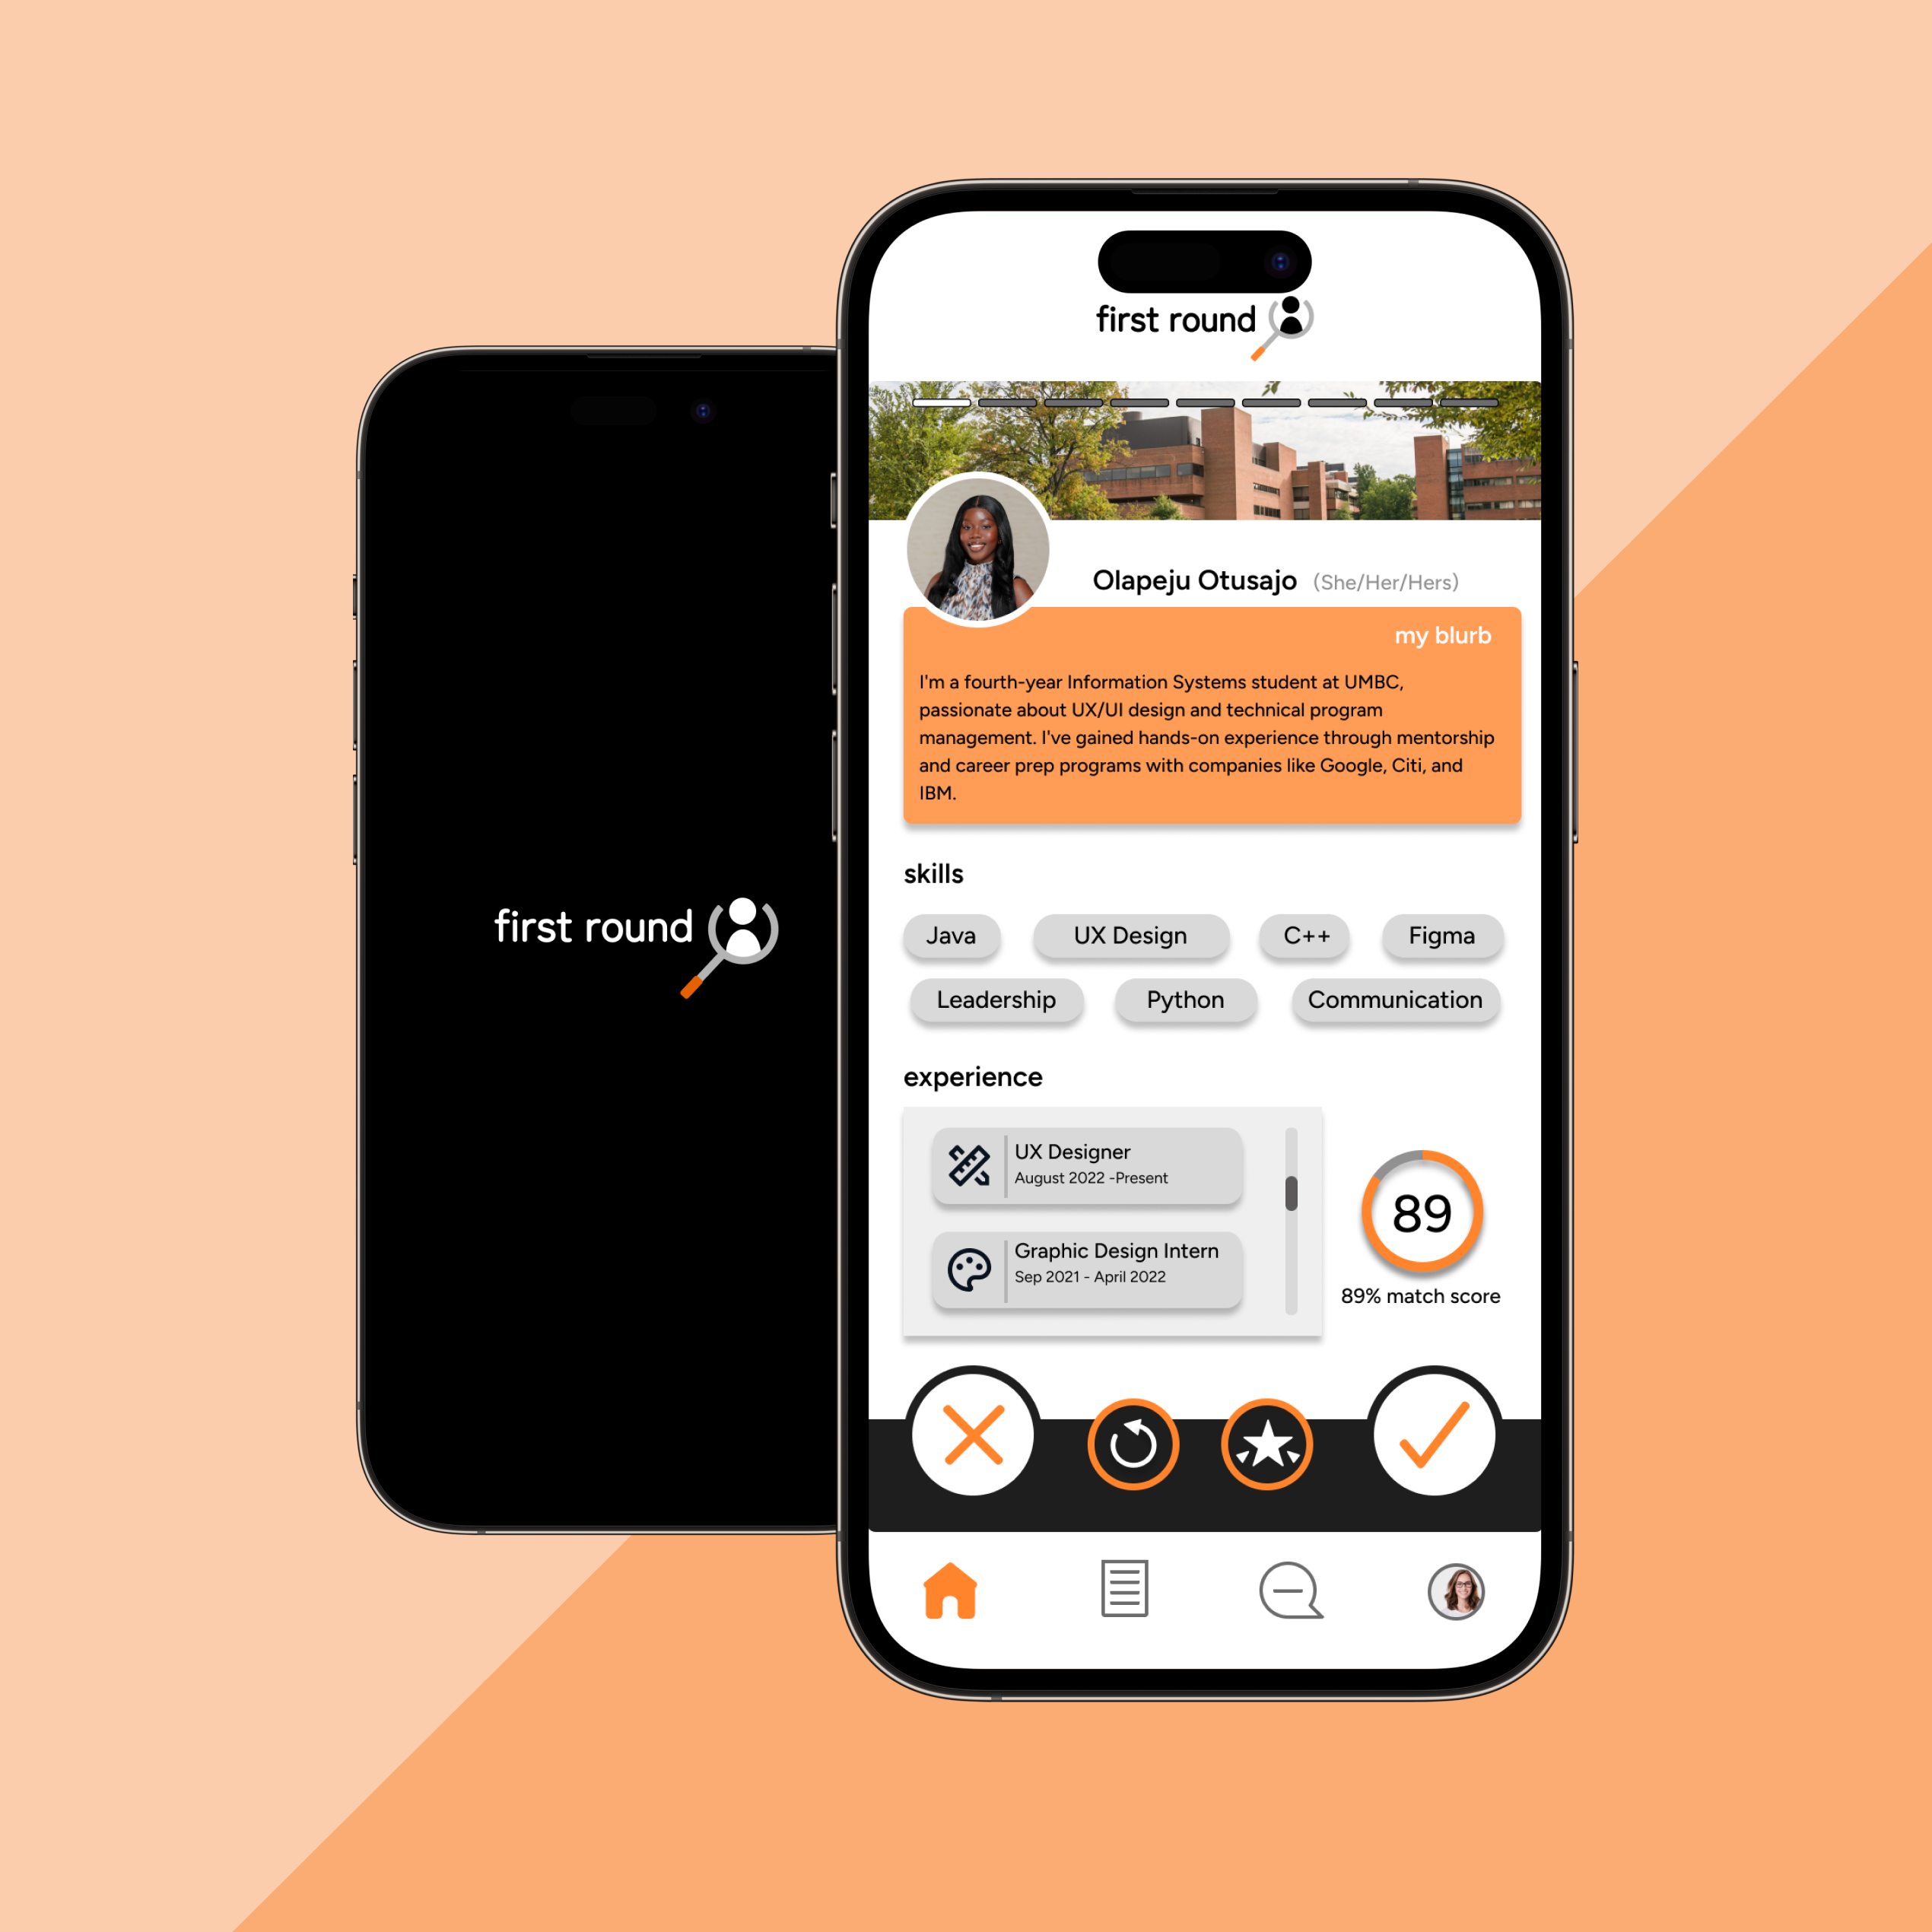 first round
first round
Olapeju Otusajo (She/Her/Hers)
my blurb
I'm a fourth-year Information Systems student at UMBC,
passionate about UX/UI design and technical program
management. I've gained hands-on experience through mentorship
and career prep programs with companies like Google, Citi, and
IBM.
skills
Java UX Design C++ Figma
Leadership Python Communication
experience
UX Designer
August 2022 -Present
Graphic Design Intern
Sep 2021 - April 2022
89
89% match score